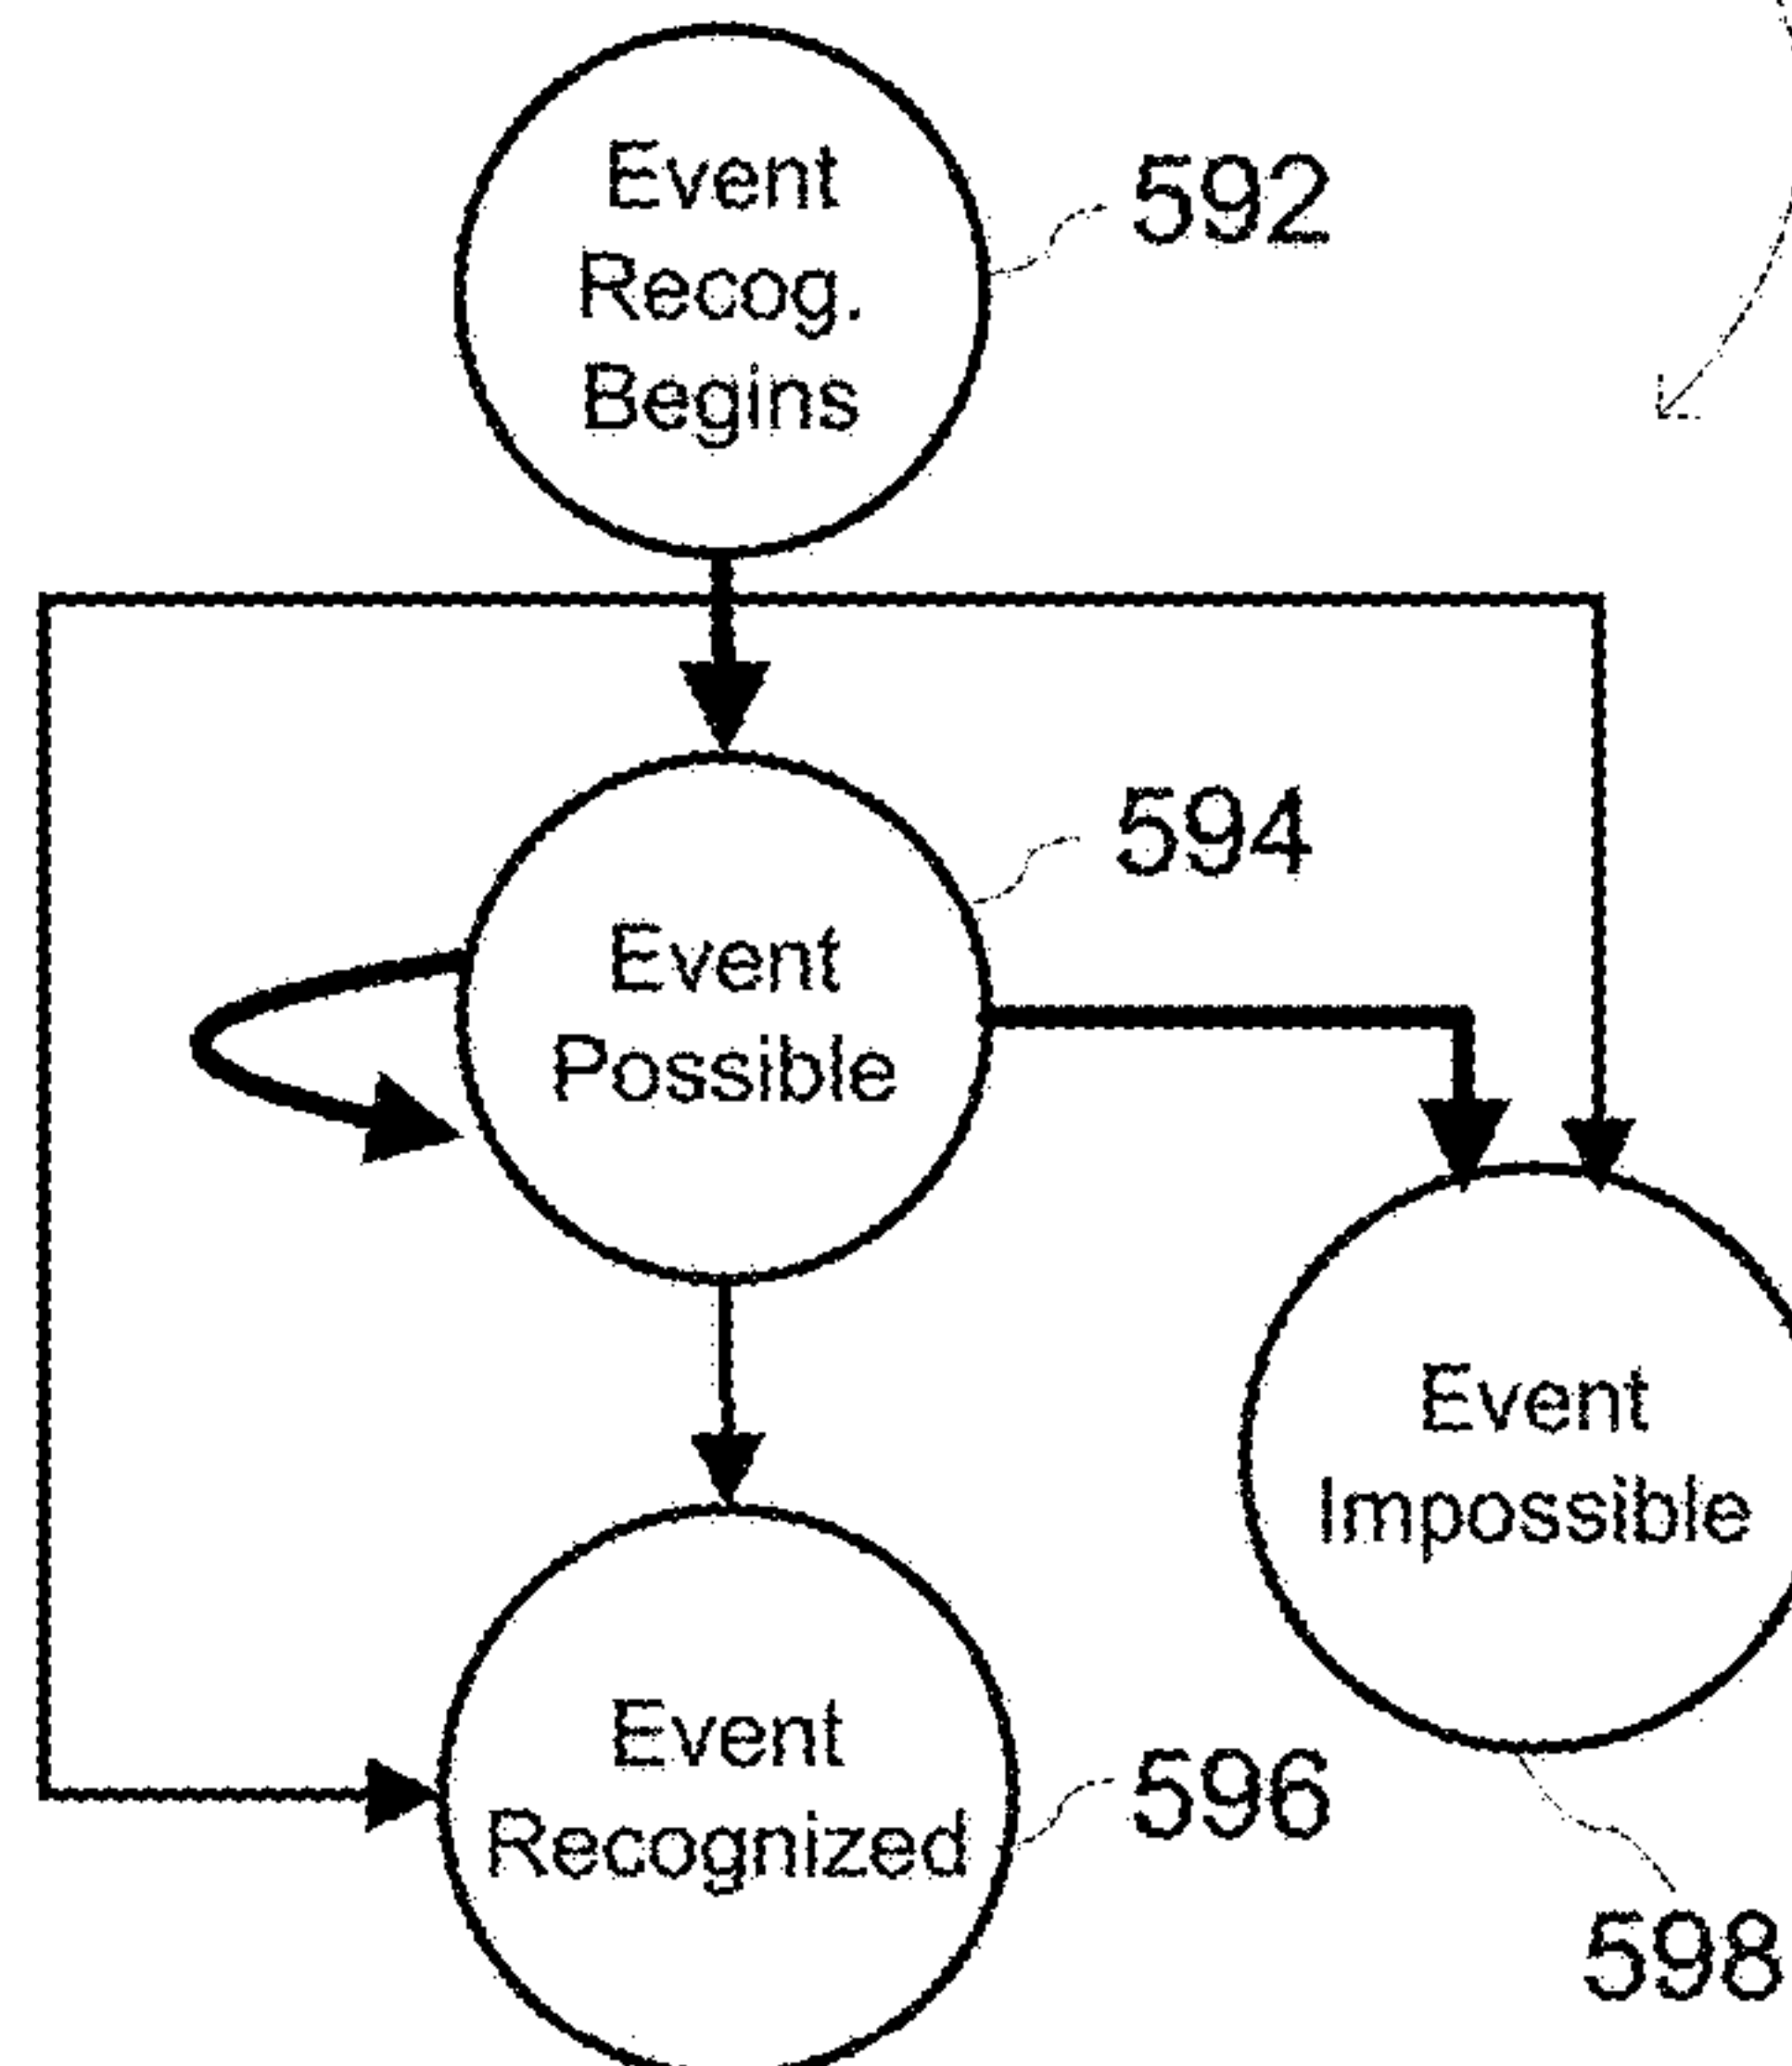 Event
Recog.
Begins
592
594
Event
Possible
Event
Impossible
Event
Recognized
596
598